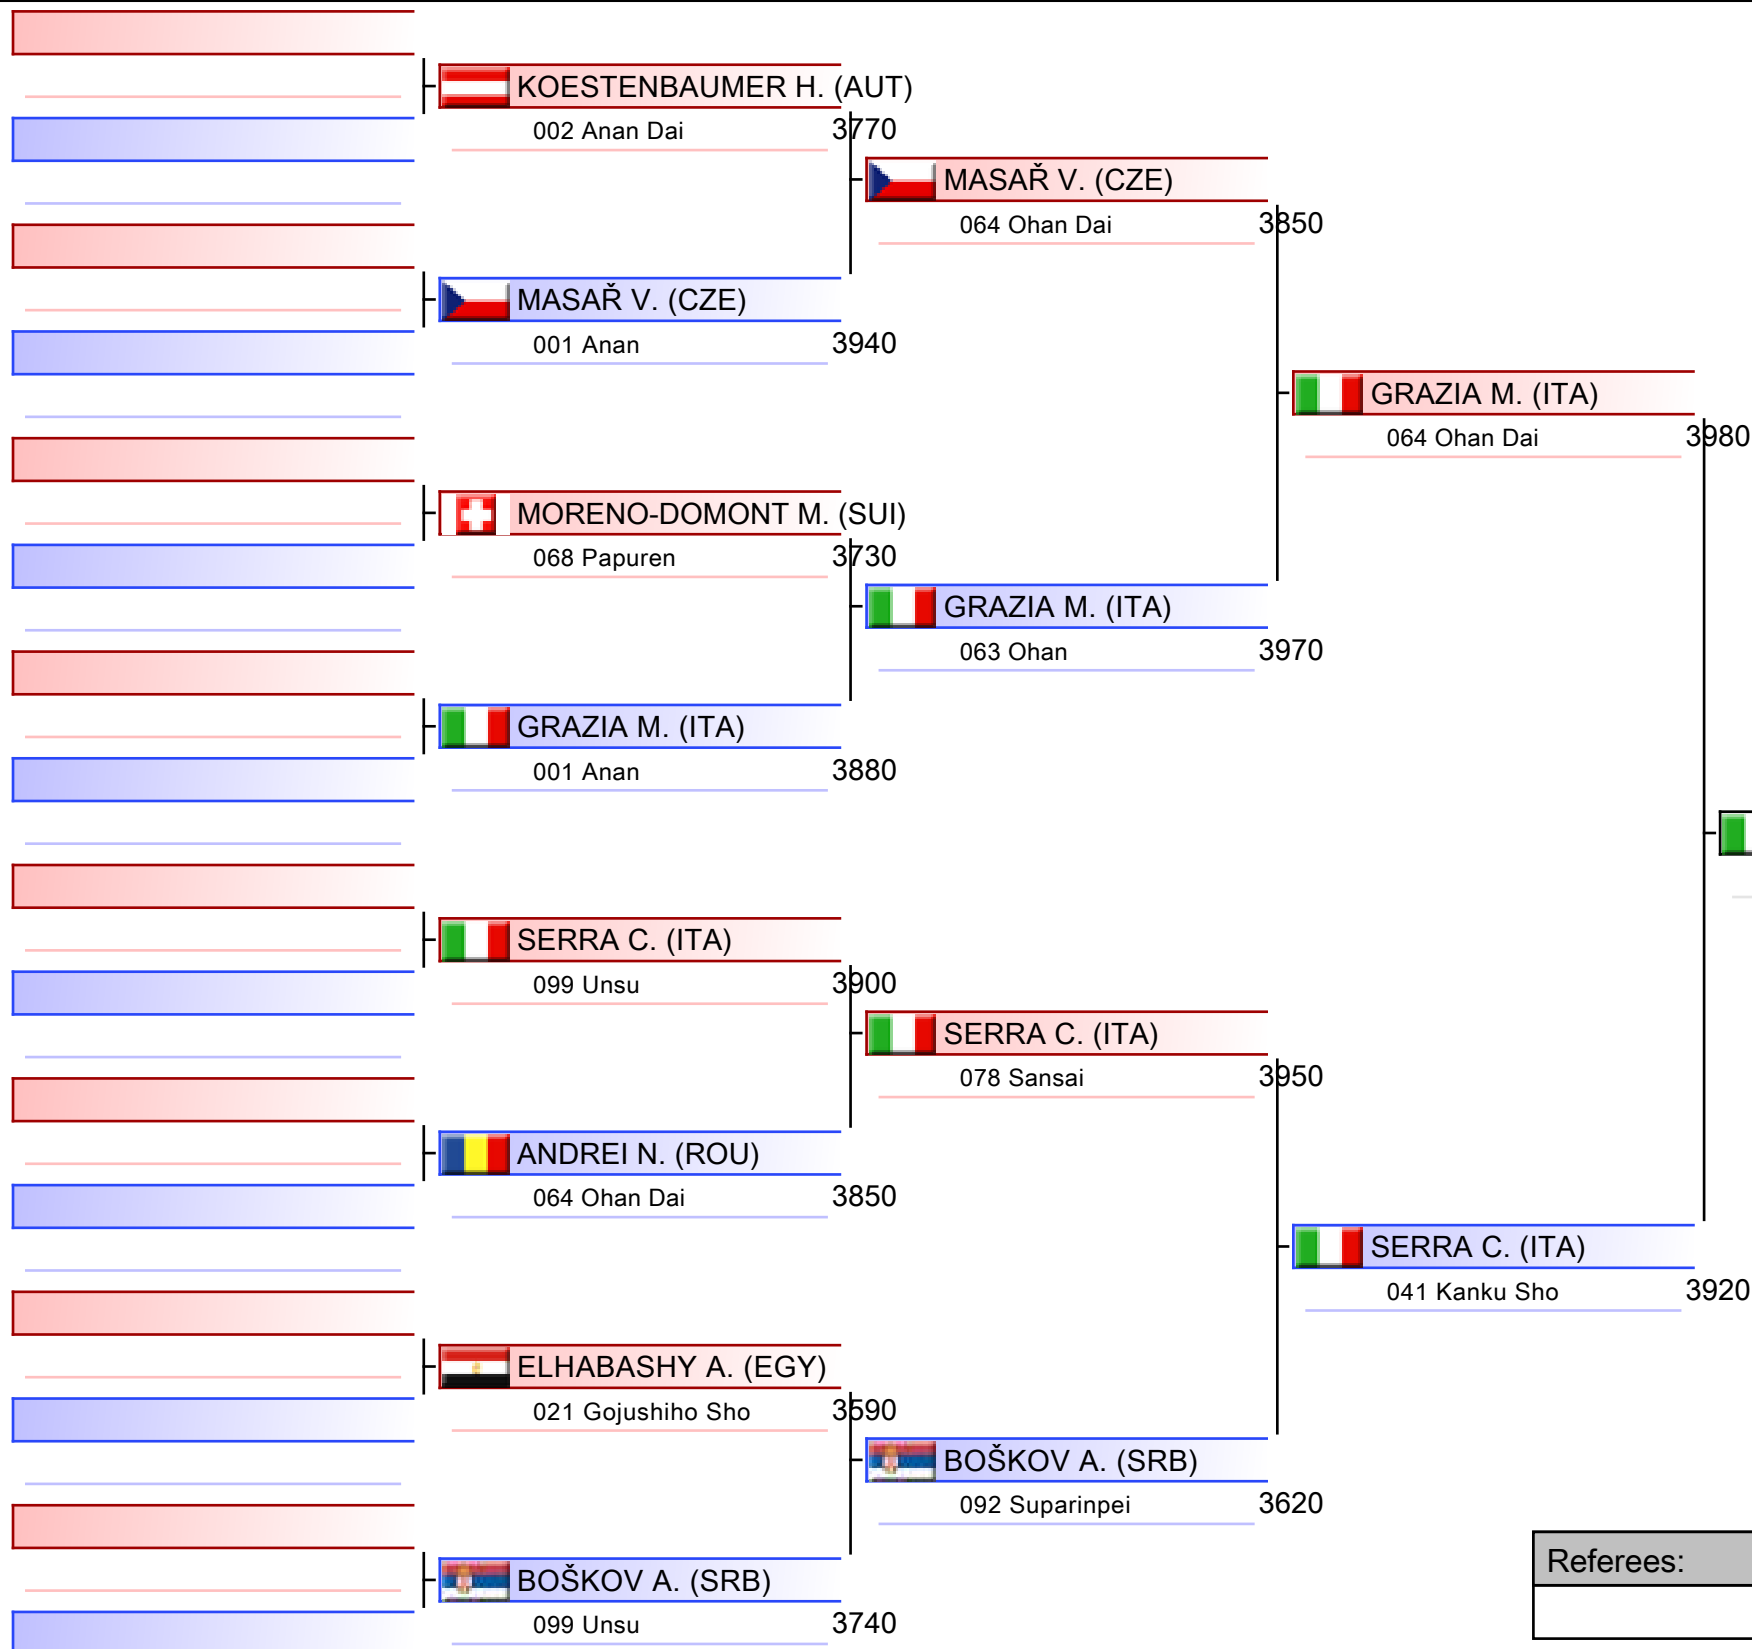 KOESTENBAUMER H. (AUT)
002 Anan Dai 3770
MASAŘ V. (CZE)
064 Ohan Dai 3850
MASAŘ V. (CZE)
001 Anan 3940
GRAZIA M. (ITA)
064 Ohan Dai 3980
MORENO-DOMONT M. (SUI)
068 Papuren 3730
GRAZIA M. (ITA)
063 Ohan 3970
GRAZIA M. (ITA)
001 Anan 3880
SERRA C. (ITA)
099 Unsu 3900
SERRA C. (ITA)
078 Sansai 3950
ANDREI N. (ROU)
064 Ohan Dai 3850
SERRA C. (ITA)
041 Kanku Sho 3920
ELHABASHY A. (EGY)
021 Gojushiho Sho 3590
BOŠKOV A. (SRB)
092 Suparinpei 3620
Referees:
BOŠKOV A. (SRB)
099 Unsu 3740